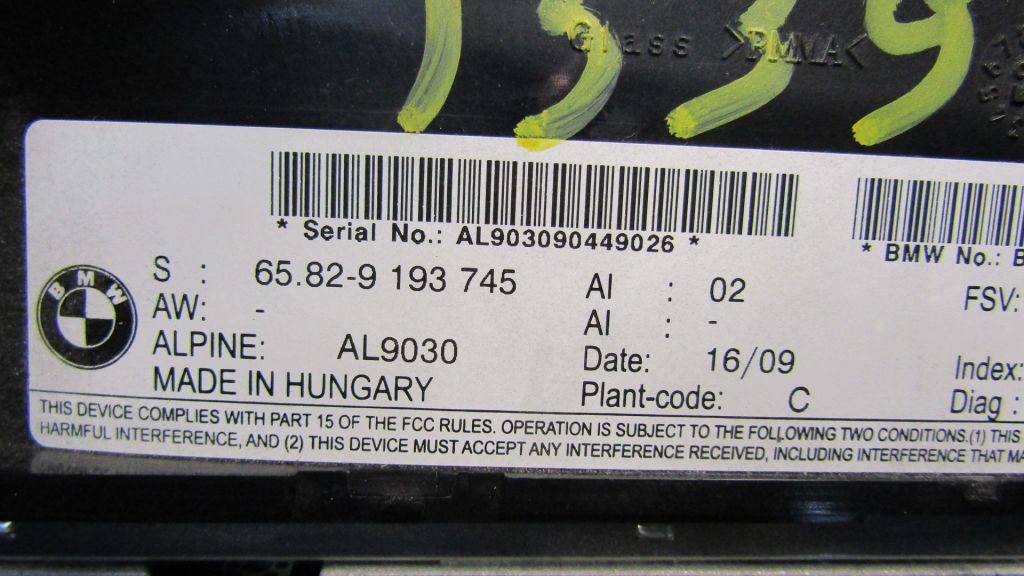 Glass >PMMA<
* Serial No.: AL903090449026 *
* BMW No.: B
BMW
S : 65.82-9 193 745
AI : 02
FSV:
AW: -
AI : -
ALPINE: AL9030
Date: 16/09
Index:
MADE IN HUNGARY
Plant-code: C
Diag :
THIS DEVICE COMPLIES WITH PART 15 OF THE FCC RULES. OPERATION IS SUBJECT TO THE FOLLOWING TWO CONDITIONS.(1) THIS
HARMFUL INTERFERENCE, AND (2) THIS DEVICE MUST ACCEPT ANY INTERFERENCE RECEIVED, INCLUDING INTERFERENCE THAT MA